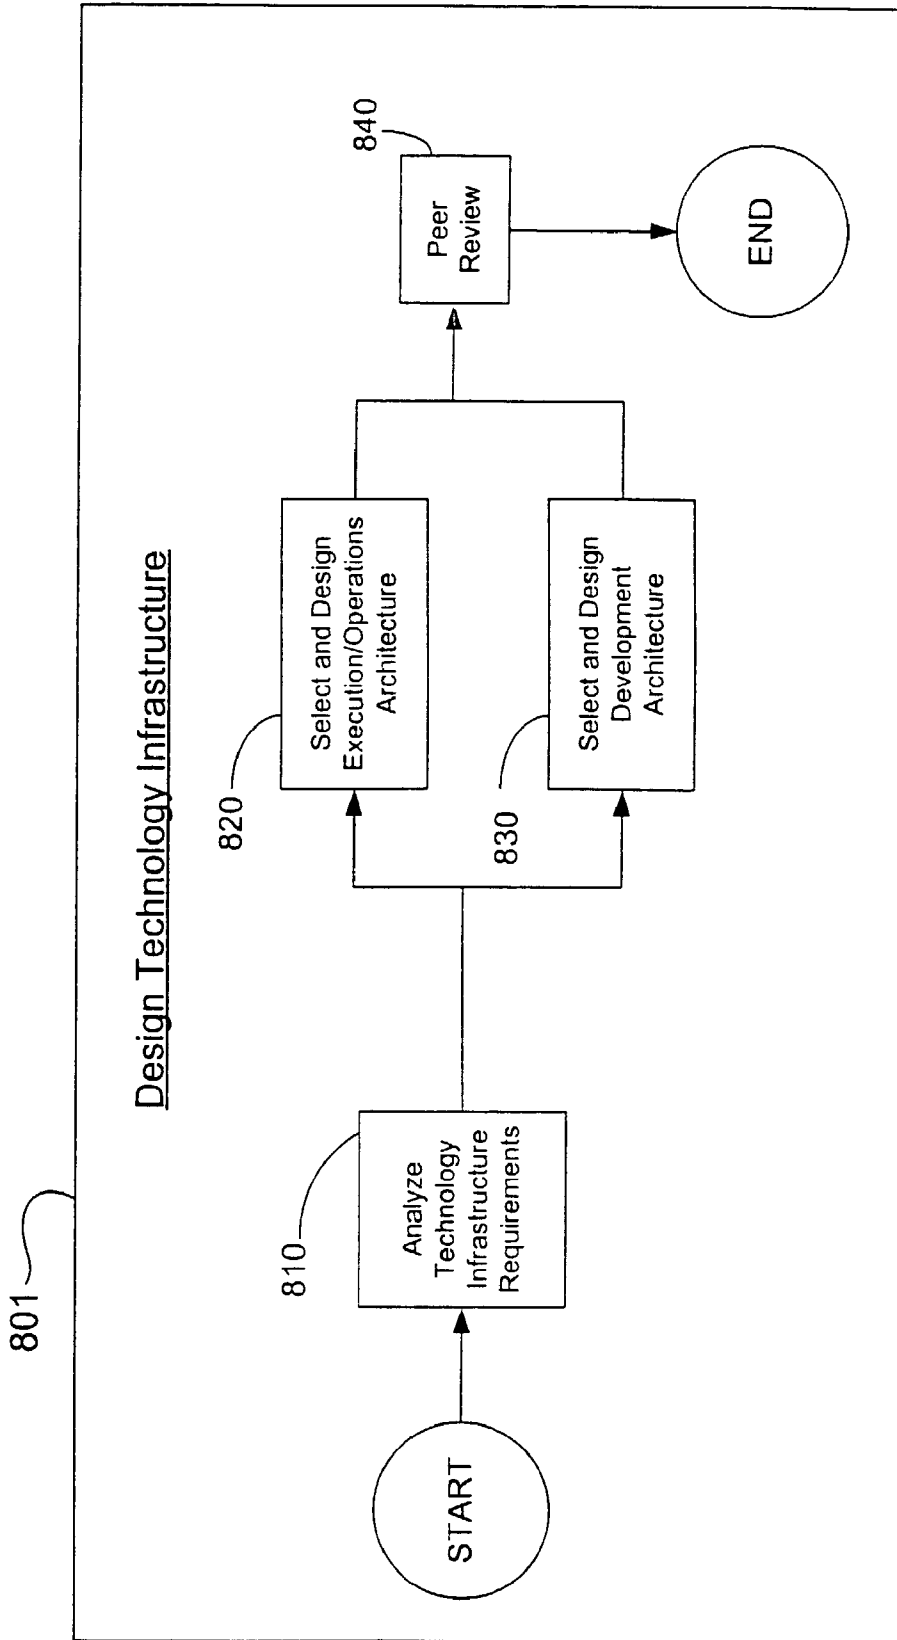 801
Design Technology Infrastructure
START
810
Analyze
Technology
Infrastructure
Requirements
820
Select and Design
Execution/Operations
Architecture
830
Select and Design
Development
Architecture
840
Peer
Review
END